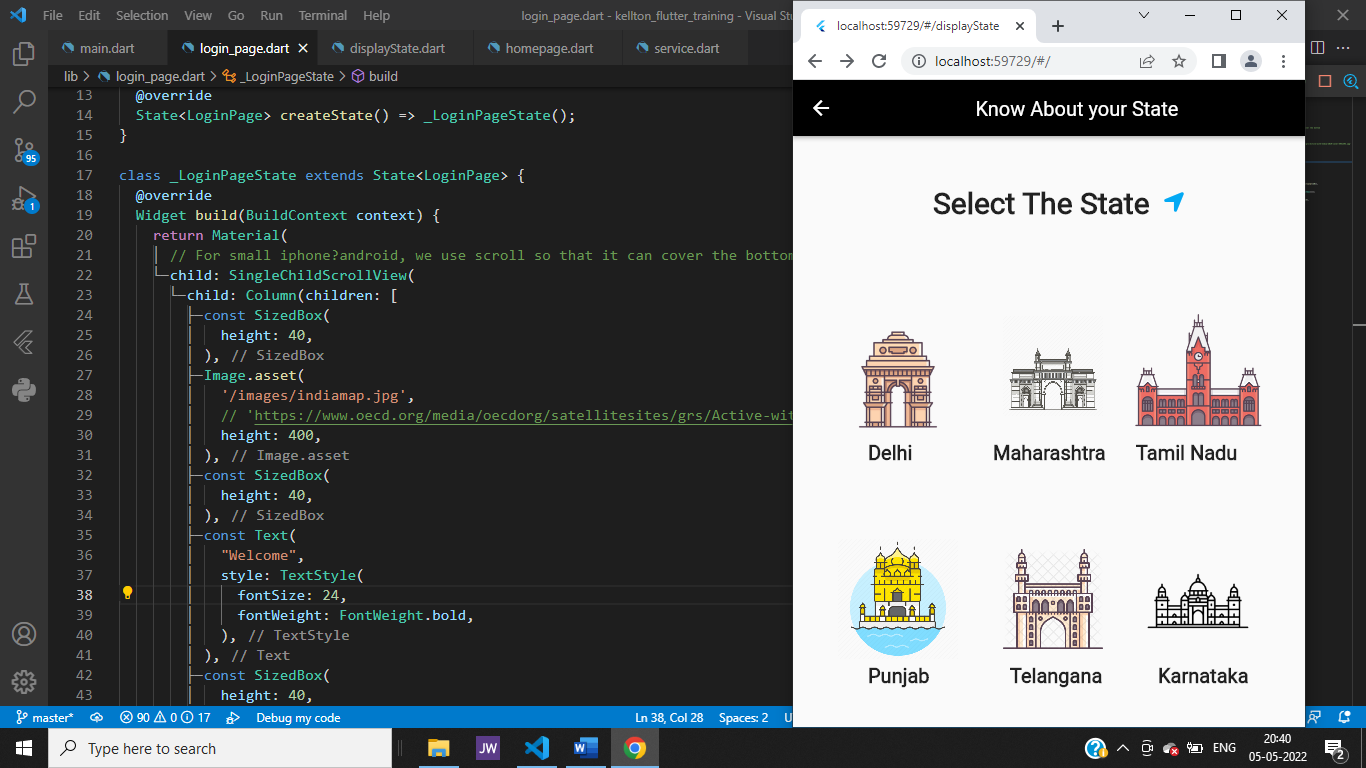 File Edit Selection View Go Run Terminal Help login_page.dart - kellton_flutter_training - Visual Stu
main.dart login_page.dart displayState.dart homepage.dart service.dart
lib > login_page.dart > _LoginPageState > build
13 @override
14 State<LoginPage> createState() => _LoginPageState();
15 }
16
17 class _LoginPageState extends State<LoginPage> {
18 @override
19 Widget build(BuildContext context) {
20 return Material(
21 // For small iphone?android, we use scroll so that it can cover the bottom
22 child: SingleChildScrollView(
23 child: Column(children: [
24 const SizedBox(
25 height: 40,
26 ), // SizedBox
27 Image.asset(
28 '/images/indiamap.jpg',
29 // 'https://www.oecd.org/media/oecdorg/satellitesites/grs/Active-wit
30 height: 400,
31 ), // Image.asset
32 const SizedBox(
33 height: 40,
34 ), // SizedBox
35 const Text(
36 "Welcome",
37 style: TextStyle(
38 fontSize: 24,
39 fontWeight: FontWeight.bold,
40 ), // TextStyle
41 ), // Text
42 const SizedBox(
43 height: 40,
95
1
master* 90 0 17 Debug my code Ln 38, Col 28 Spaces: 2 U
localhost:59729/#/displayState
localhost:59729/#/
Know About your State
Select The State
Delhi Maharashtra Tamil Nadu
Punjab Telangana Karnataka
Type here to search
JW
W
ENG
20:40
05-05-2022
2